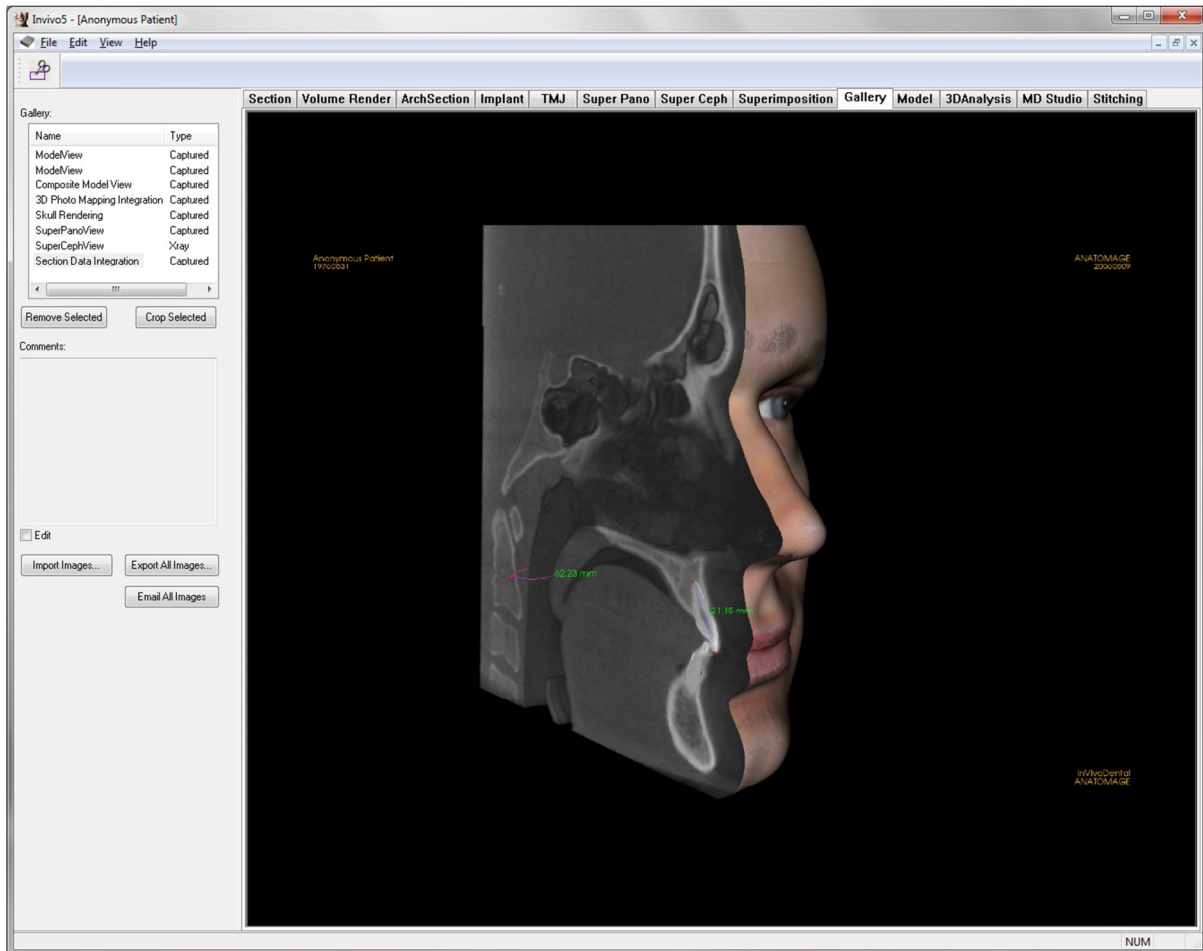 Invivo5 - [Anonymous Patient]
File Edit View Help
Section Volume Render ArchSection Implant TMJ Super Pano Super Ceph Superimposition Gallery Model 3DAnalysis MD Studio Stitching
Gallery:
Name Type
ModelView Captured
ModelView Captured
Composite Model View Captured
3D Photo Mapping Integration Captured
Skull Rendering Captured
SuperPanoView Captured
SuperCephView Xray
Section Data Integration Captured
Remove Selected Crop Selected
Comments:
Edit
Import Images... Export All Images...
Email All Images
Anonymous Patient
ANATOMAGE
62.23 mm
InVivoDental
ANATOMAGE
NUM